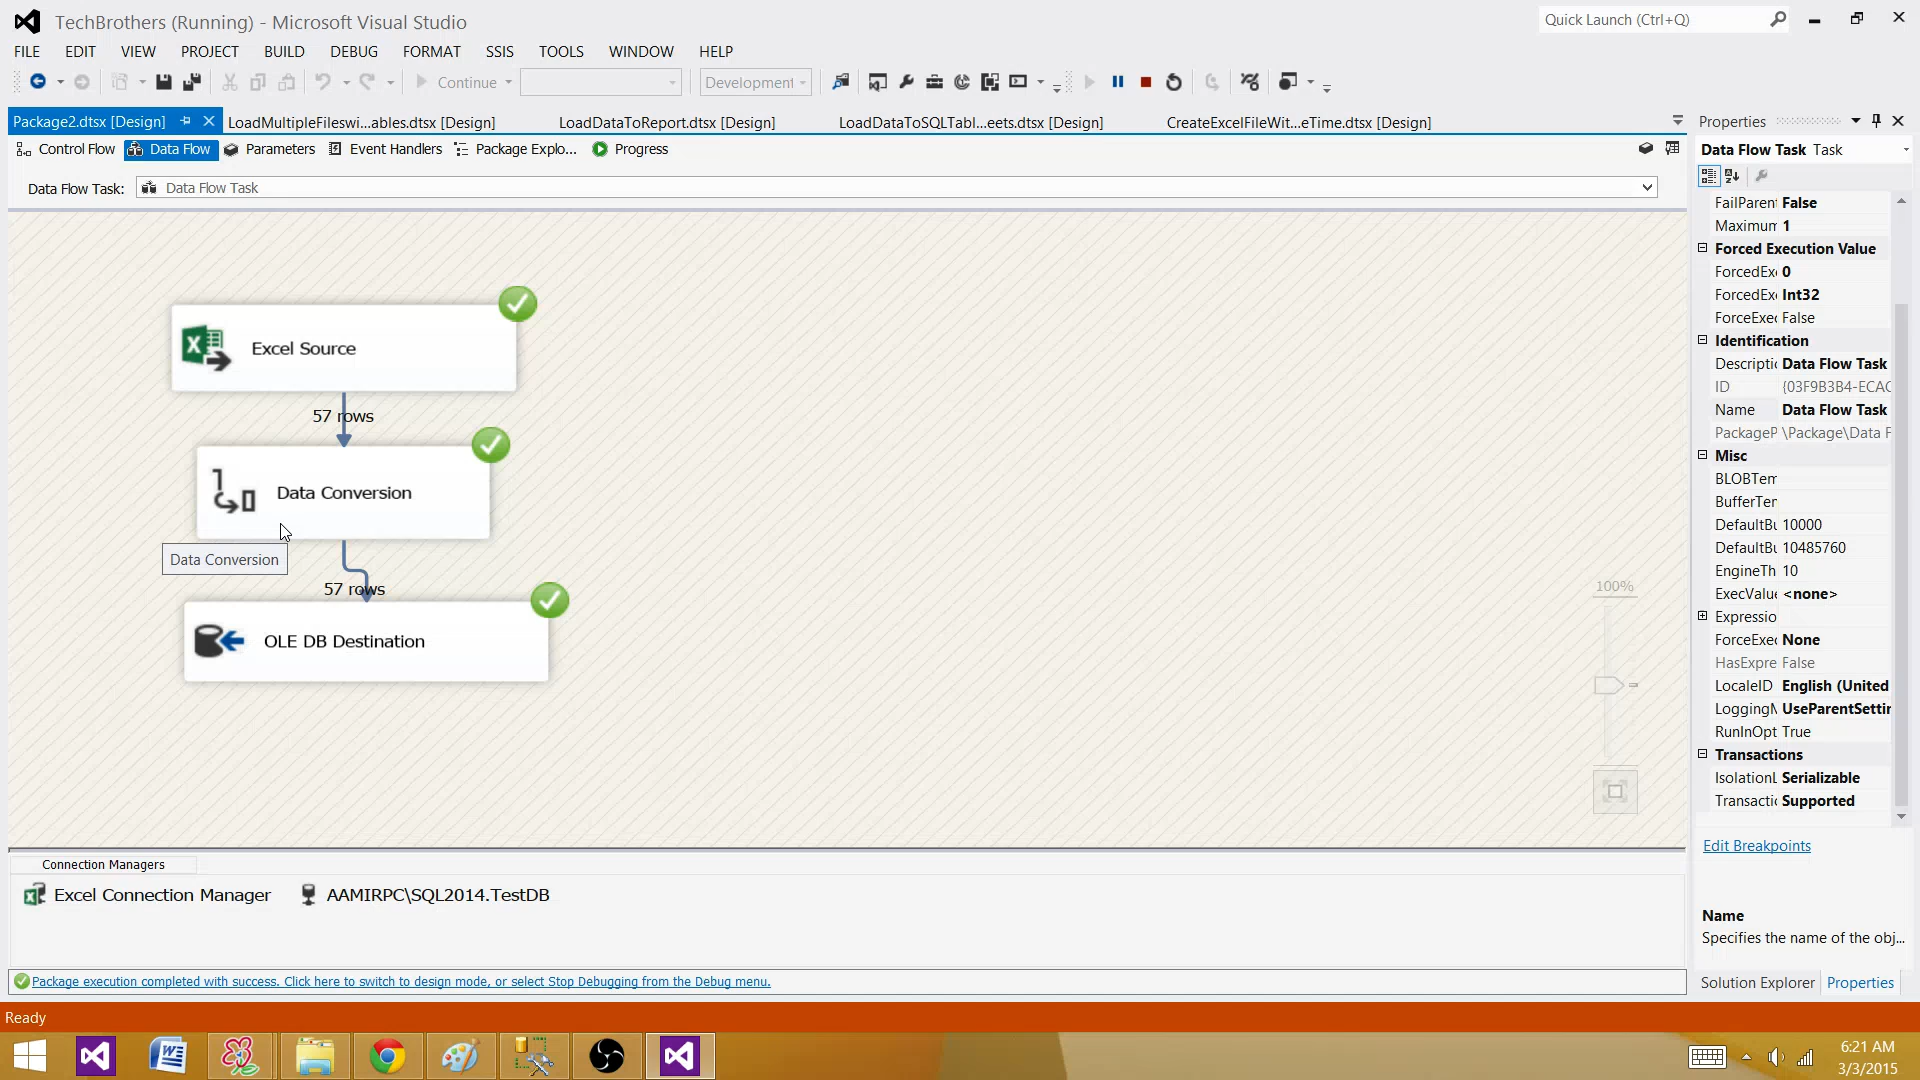 TechBrothers (Running) - Microsoft Visual Studio
Quick Launch (Ctrl+Q)
FILE EDIT VIEW PROJECT BUILD DEBUG FORMAT SSIS TOOLS WINDOW HELP
Continue
Development
Package2.dtsx [Design] LoadMultipleFileswi...ables.dtsx [Design] LoadDataToReport.dtsx [Design] LoadDataToSQLTabl...eets.dtsx [Design] CreateExcelFileWit...eTime.dtsx [Design]
Control Flow Data Flow Parameters Event Handlers Package Explo... Progress
Data Flow Task: Data Flow Task
Excel Source
57 rows
Data Conversion
Data Conversion
57 rows
OLE DB Destination
100%
Connection Managers
Excel Connection Manager AAMIRPC\SQL2014.TestDB
Package execution completed with success. Click here to switch to design mode, or select Stop Debugging from the Debug menu.
Properties
Data Flow Task Task
FailParent False
Maximum 1
Forced Execution Value
ForcedExe 0
ForcedExe Int32
ForceExec False
Identification
Descriptic Data Flow Task
ID {03F9B3B4-ECAC
Name Data Flow Task
PackageP \Package\Data F
Misc
BLOBTem
BufferTem
DefaultBu 10000
DefaultBu 10485760
EngineTh 10
ExecValue <none>
Expressio
ForceExec None
HasExpre False
LocaleID English (United
LoggingM UseParentSettin
RunInOpt True
Transactions
IsolationL Serializable
Transactic Supported
Edit Breakpoints
Name
Specifies the name of the obj...
Solution Explorer Properties
Ready
6:21 AM
3/3/2015